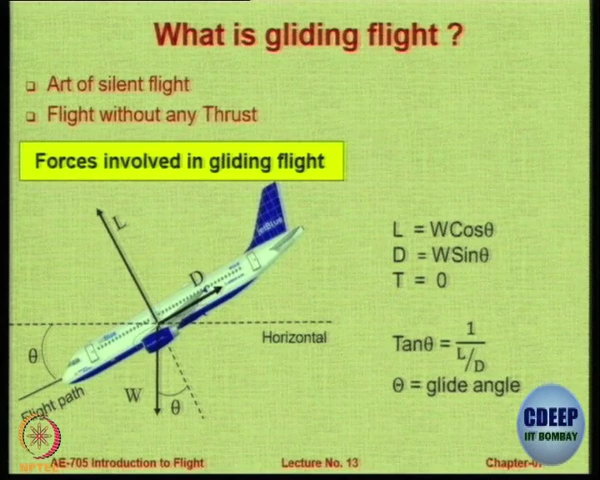 What is gliding flight ?
Art of silent flight
Flight without any Thrust
Forces involved in gliding flight
L
D
jetBlue
Horizontal
θ
W
θ
Flight path
L = WCosθ
D = WSinθ
T = 0
Tanθ = 1
L/D
Θ = glide angle
CDEEP
IIT BOMBAY
NPTEL
AE-705 Introduction to Flight
Lecture No. 13